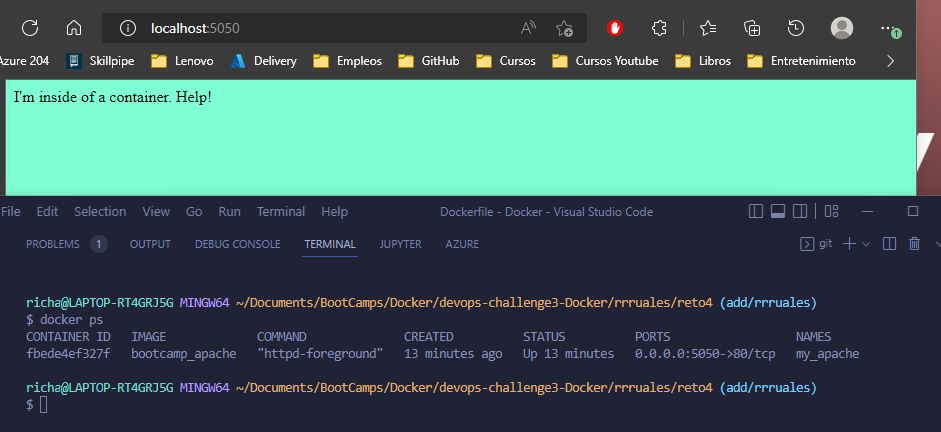 localhost:5050
Azure 204 Skillpipe Lenovo Delivery Empleos GitHub Cursos Cursos Youtube Libros Entretenimiento
I'm inside of a container. Help!
File Edit Selection View Go Run Terminal Help Dockerfile - Docker - Visual Studio Code
PROBLEMS 1 OUTPUT DEBUG CONSOLE TERMINAL JUPYTER AZURE git
richa@LAPTOP-RT4GRJ5G MINGW64 ~/Documents/BootCamps/Docker/devops-challenge3-Docker/rrruales/reto4 (add/rrruales)
$ docker ps
CONTAINER ID IMAGE COMMAND CREATED STATUS PORTS NAMES
fbede4ef327f bootcamp_apache "httpd-foreground" 13 minutes ago Up 13 minutes 0.0.0.0:5050->80/tcp my_apache
richa@LAPTOP-RT4GRJ5G MINGW64 ~/Documents/BootCamps/Docker/devops-challenge3-Docker/rrruales/reto4 (add/rrruales)
$